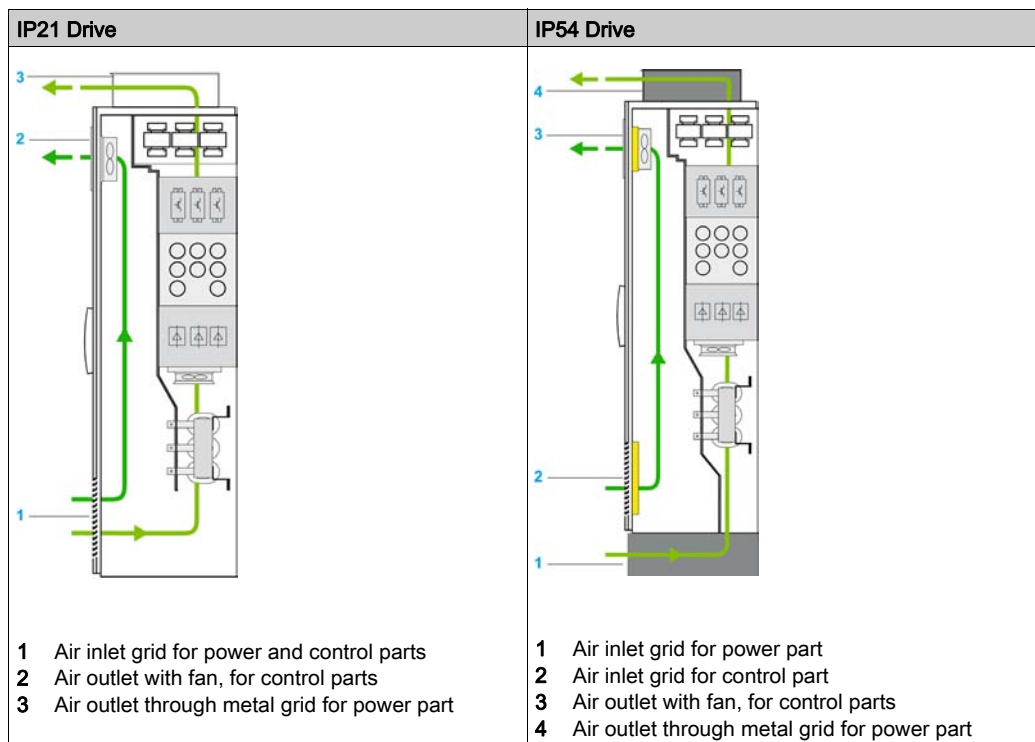 IP21 Drive
IP54 Drive
3
2
1
4
3
2
1
1 Air inlet grid for power and control parts
2 Air outlet with fan, for control parts
3 Air outlet through metal grid for power part
1 Air inlet grid for power part
2 Air inlet grid for control part
3 Air outlet with fan, for control parts
4 Air outlet through metal grid for power part